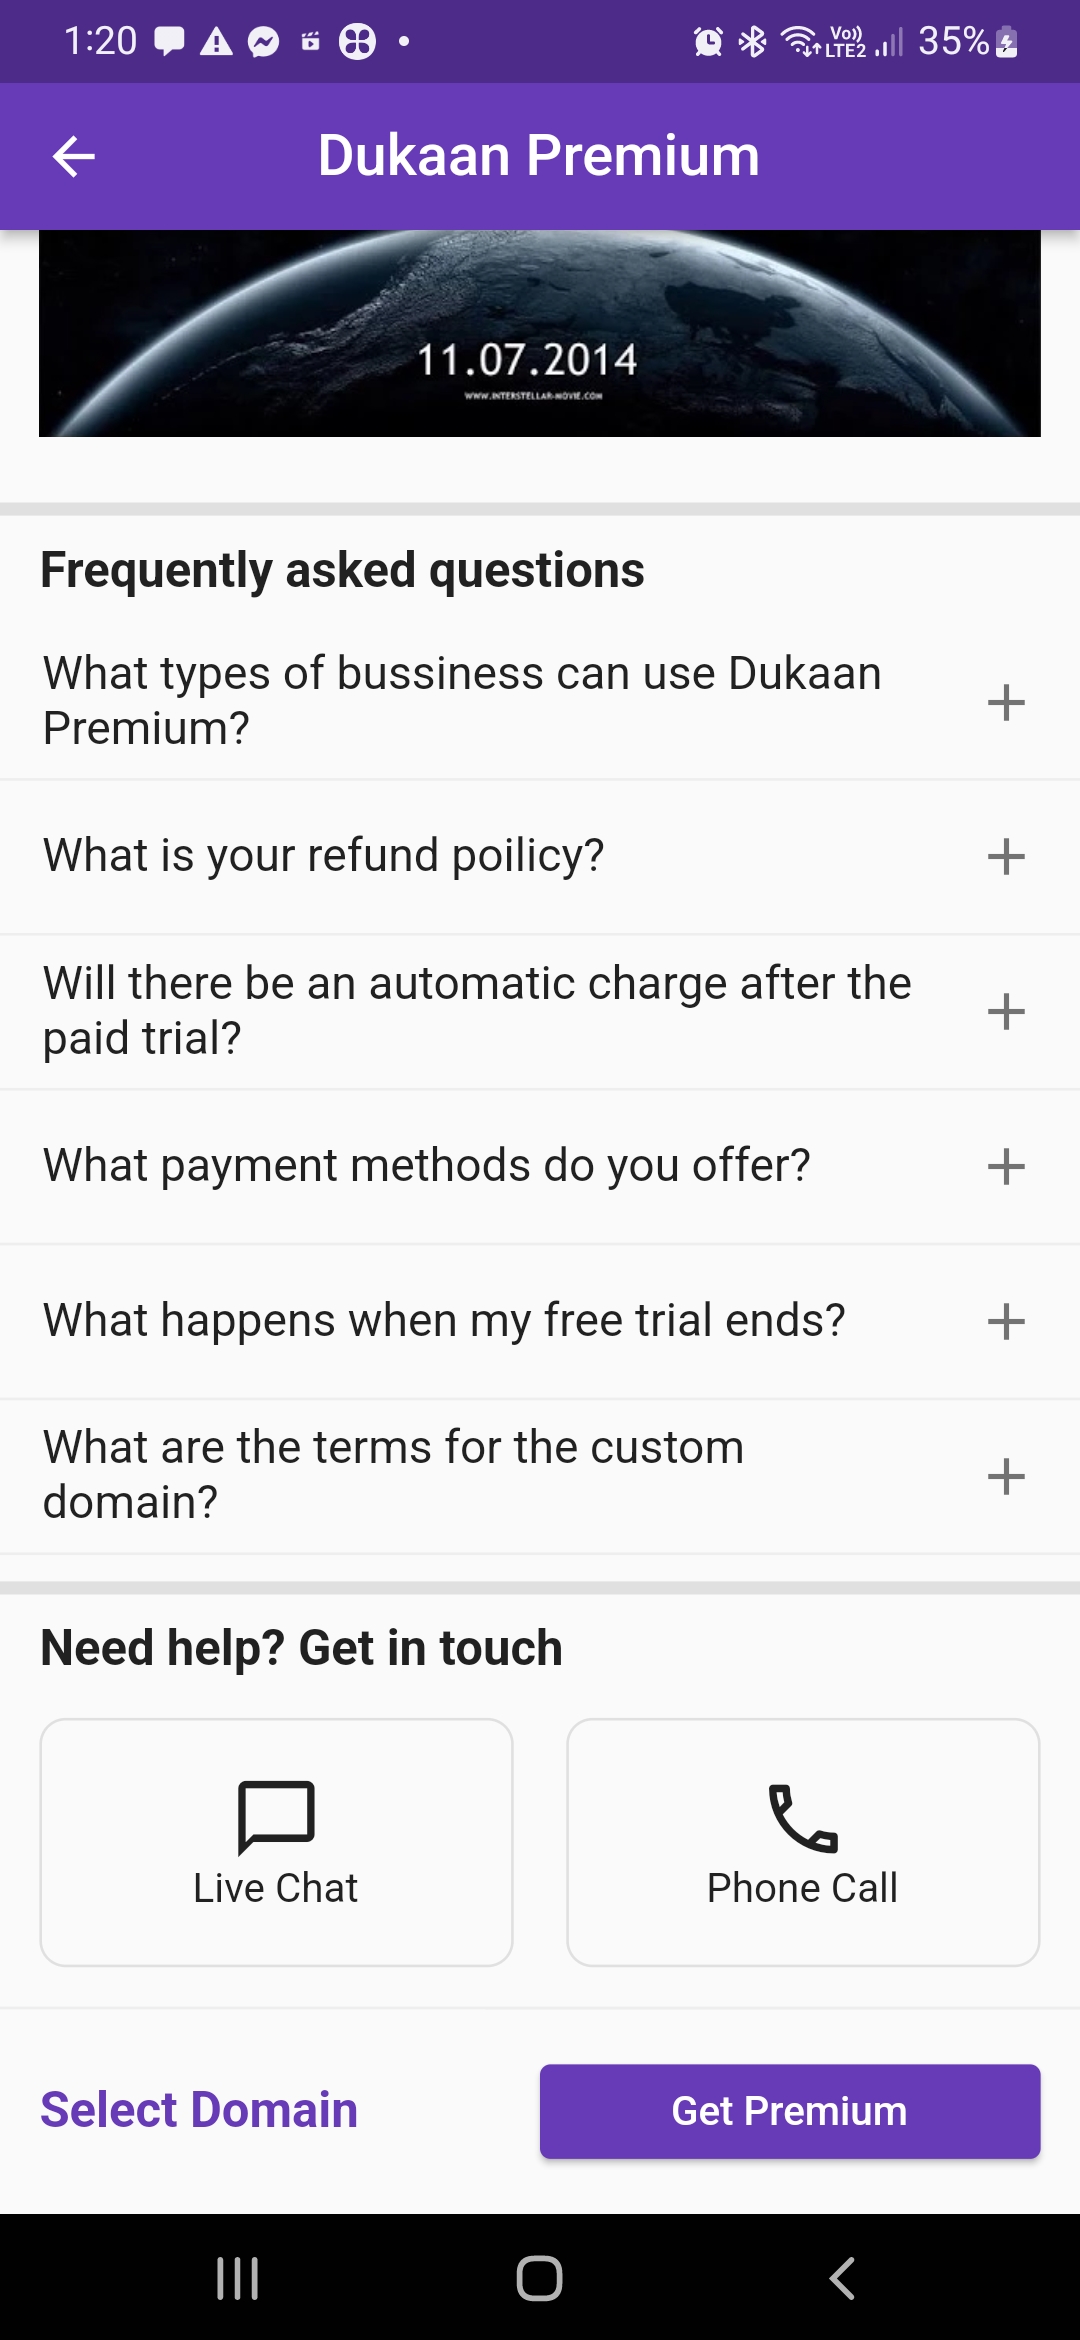 1:20
Vo)) LTE2 35%
Dukaan Premium
11.07.2014
WWW.INTERSTELLAR-MOVIE.COM
Frequently asked questions
What types of bussiness can use Dukaan
Premium?
What is your refund poilicy?
Will there be an automatic charge after the
paid trial?
What payment methods do you offer?
What happens when my free trial ends?
What are the terms for the custom
domain?
Need help? Get in touch
Live Chat
Phone Call
Select Domain
Get Premium